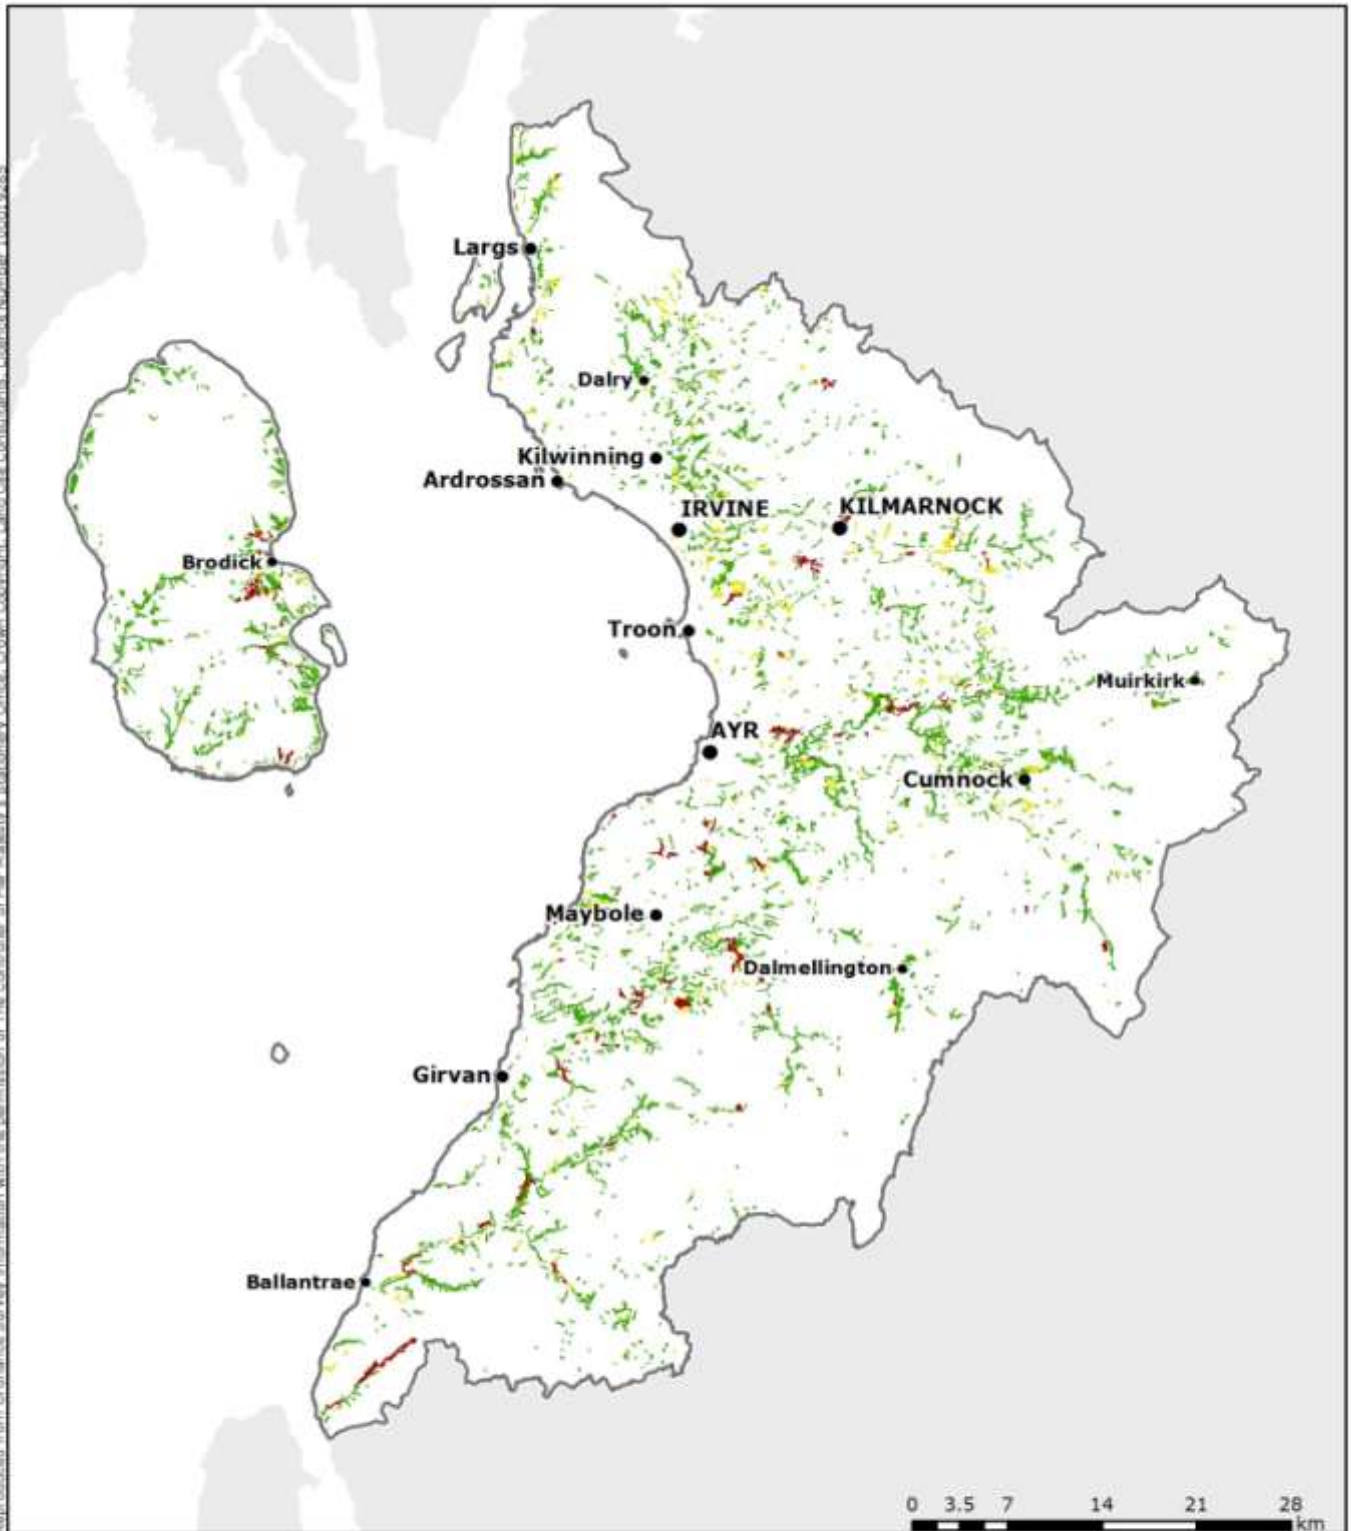 Largs
Dalry
Kilwinning
Ardrossan
IRVINE
KILMARNOCK
Brodick
Troon
Muirkirk
AYR
Cumnock
Maybole
Dalmellington
Girvan
Ballantrae
0 3.5 7 14 21 28
km